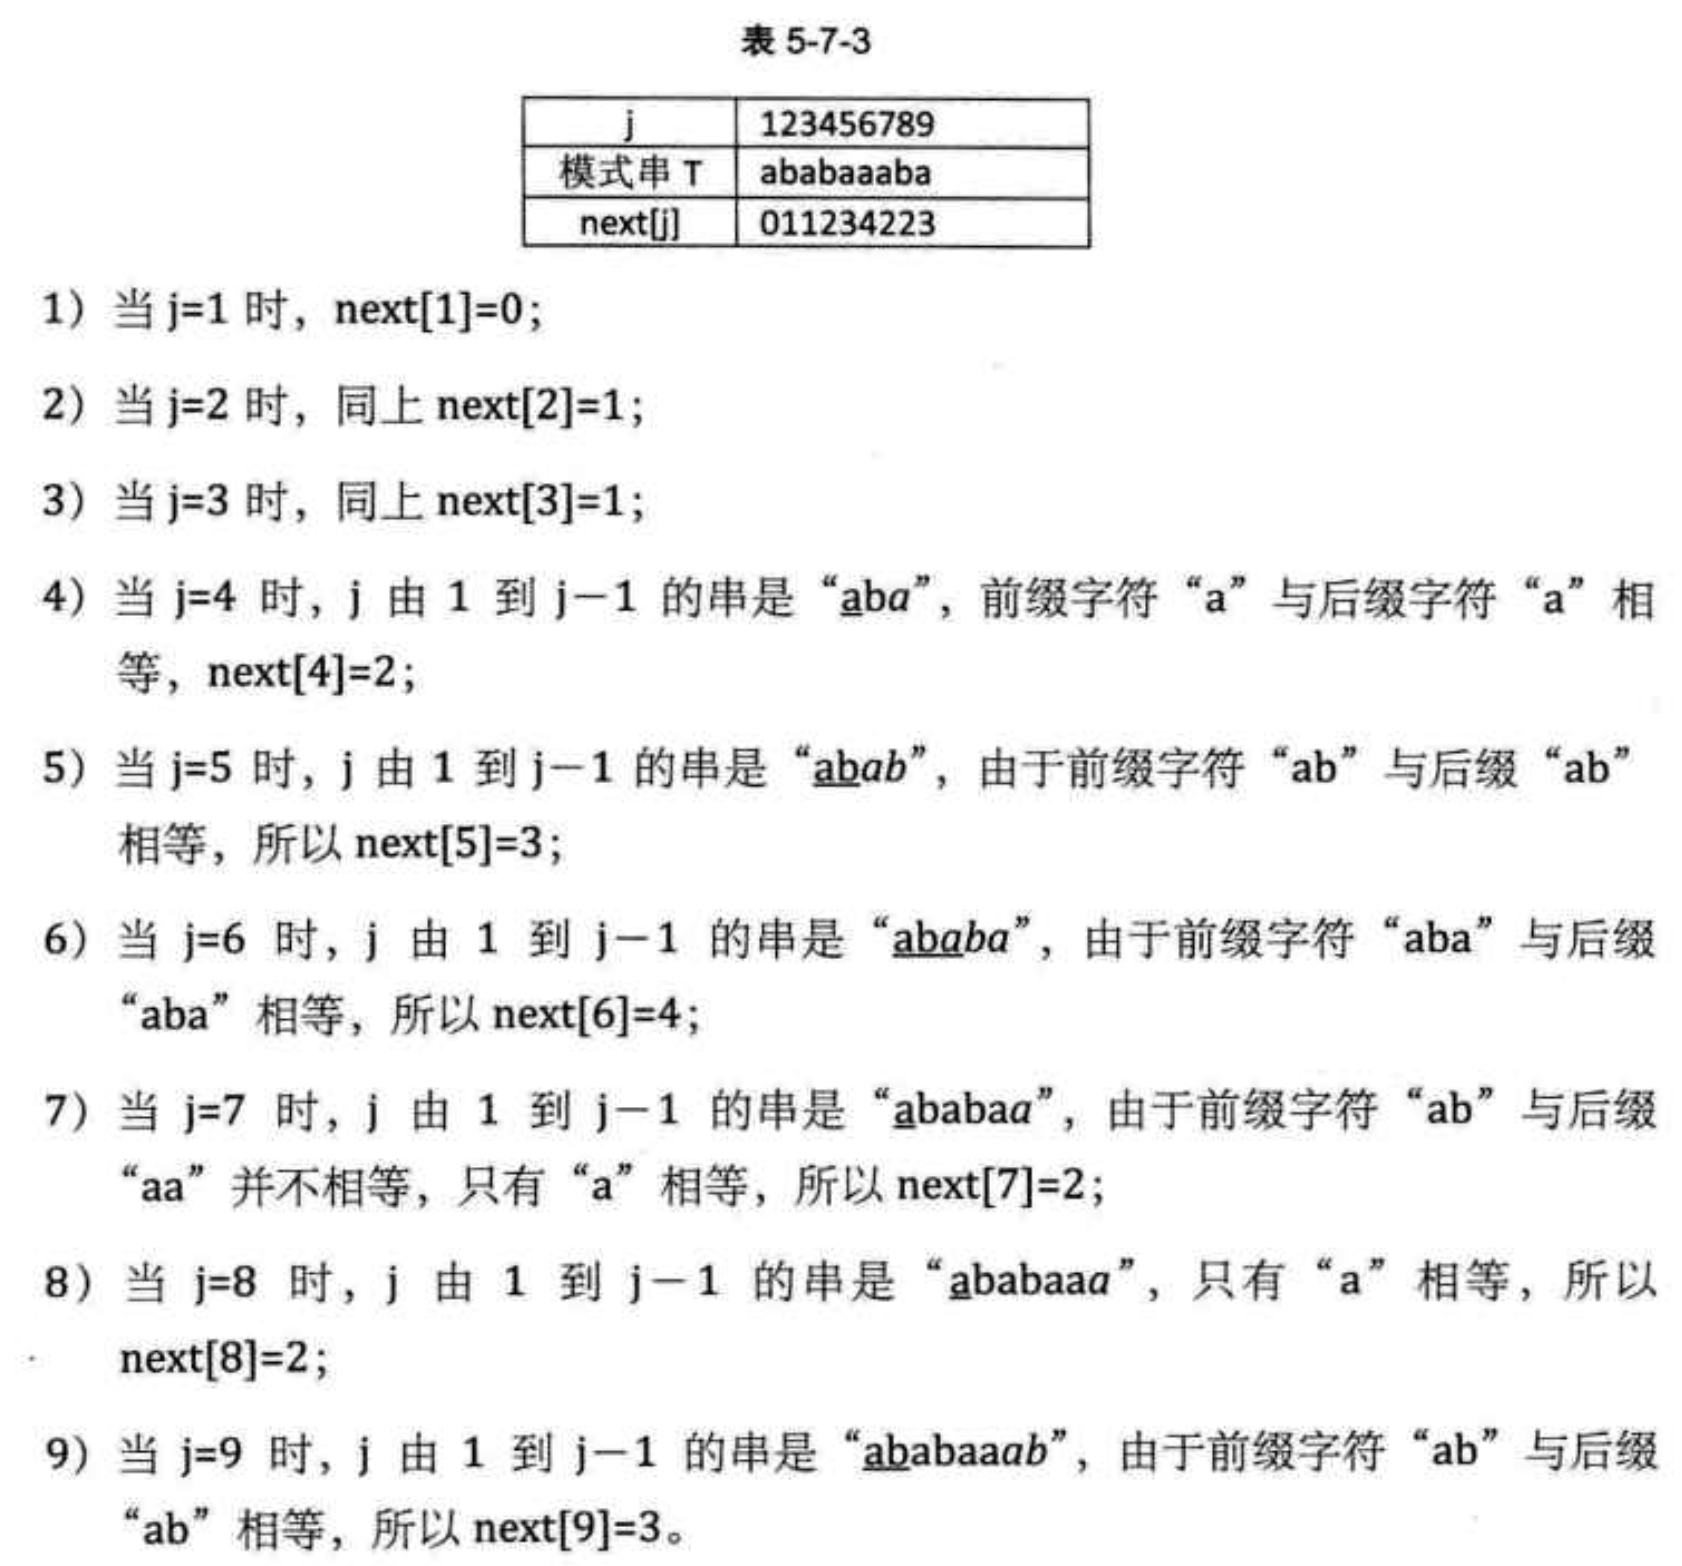 表 5-7-3
j 123456789
模式串 T ababaaaba
next[j] 011234223
1）当 j=1 时，next[1]=0；
2）当 j=2 时，同上 next[2]=1；
3）当 j=3 时，同上 next[3]=1；
4）当 j=4 时，j 由 1 到 j－1 的串是“aba”，前缀字符“a”与后缀字符“a”相
等，next[4]=2；
5）当 j=5 时，j 由 1 到 j－1 的串是“abab”，由于前缀字符“ab”与后缀“ab”
相等，所以 next[5]=3；
6）当 j=6 时，j 由 1 到 j－1 的串是“ababa”，由于前缀字符“aba”与后缀
“aba”相等，所以 next[6]=4；
7）当 j=7 时，j 由 1 到 j－1 的串是“ababaa”，由于前缀字符“ab”与后缀
“aa”并不相等，只有“a”相等，所以 next[7]=2；
8）当 j=8 时，j 由 1 到 j－1 的串是“ababaaa”，只有“a”相等，所以
next[8]=2；
9）当 j=9 时，j 由 1 到 j－1 的串是“ababaaab”，由于前缀字符“ab”与后缀
“ab”相等，所以 next[9]=3。